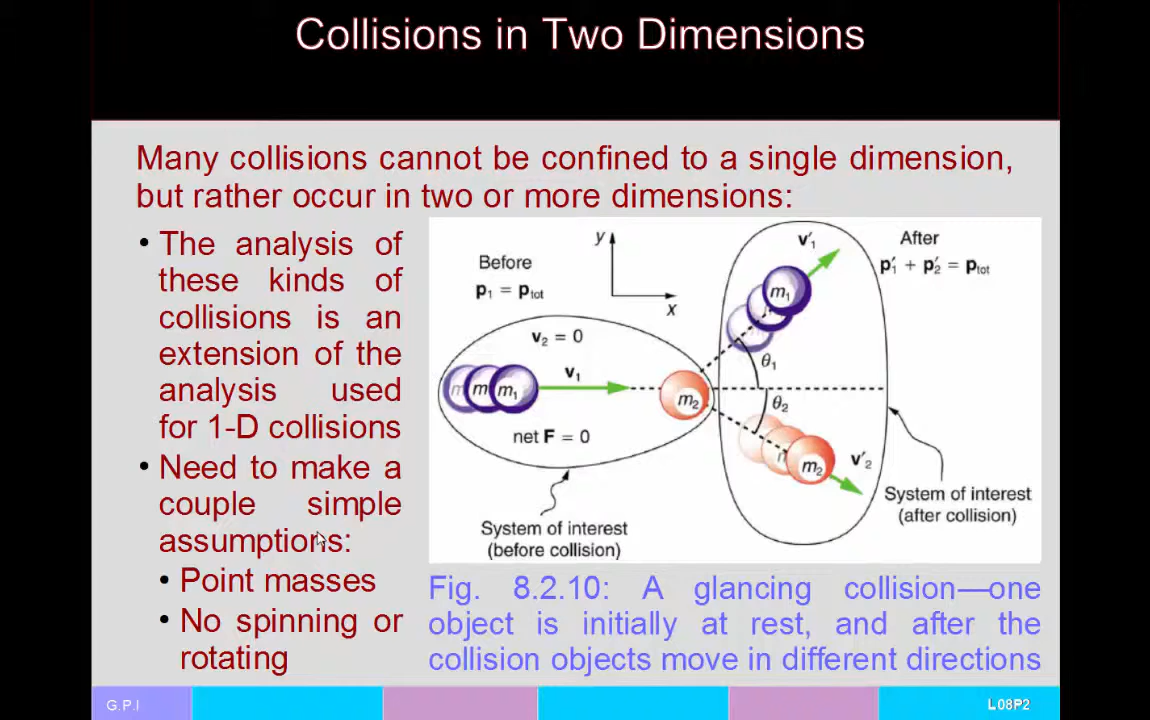 Collisions in Two Dimensions
Many collisions cannot be confined to a single dimension,
but rather occur in two or more dimensions:
• The analysis of
these kinds of
collisions is an
extension of the
analysis used
for 1-D collisions
• Need to make a
couple simple
assumptions:
• Point masses
• No spinning or
rotating
Before
p₁ = pₜₒₜ
y
x
v₂ = 0
v₁
m
m
m₁
m₂
net F = 0
System of interest
(before collision)
v′₁
After
p′₁ + p′₂ = pₜₒₜ
m₁
θ₁
θ₂
m₂
v′₂
System of interest
(after collision)
Fig. 8.2.10: A glancing collision—one
object is initially at rest, and after the
collision objects move in different directions
G.P.I
L08P2